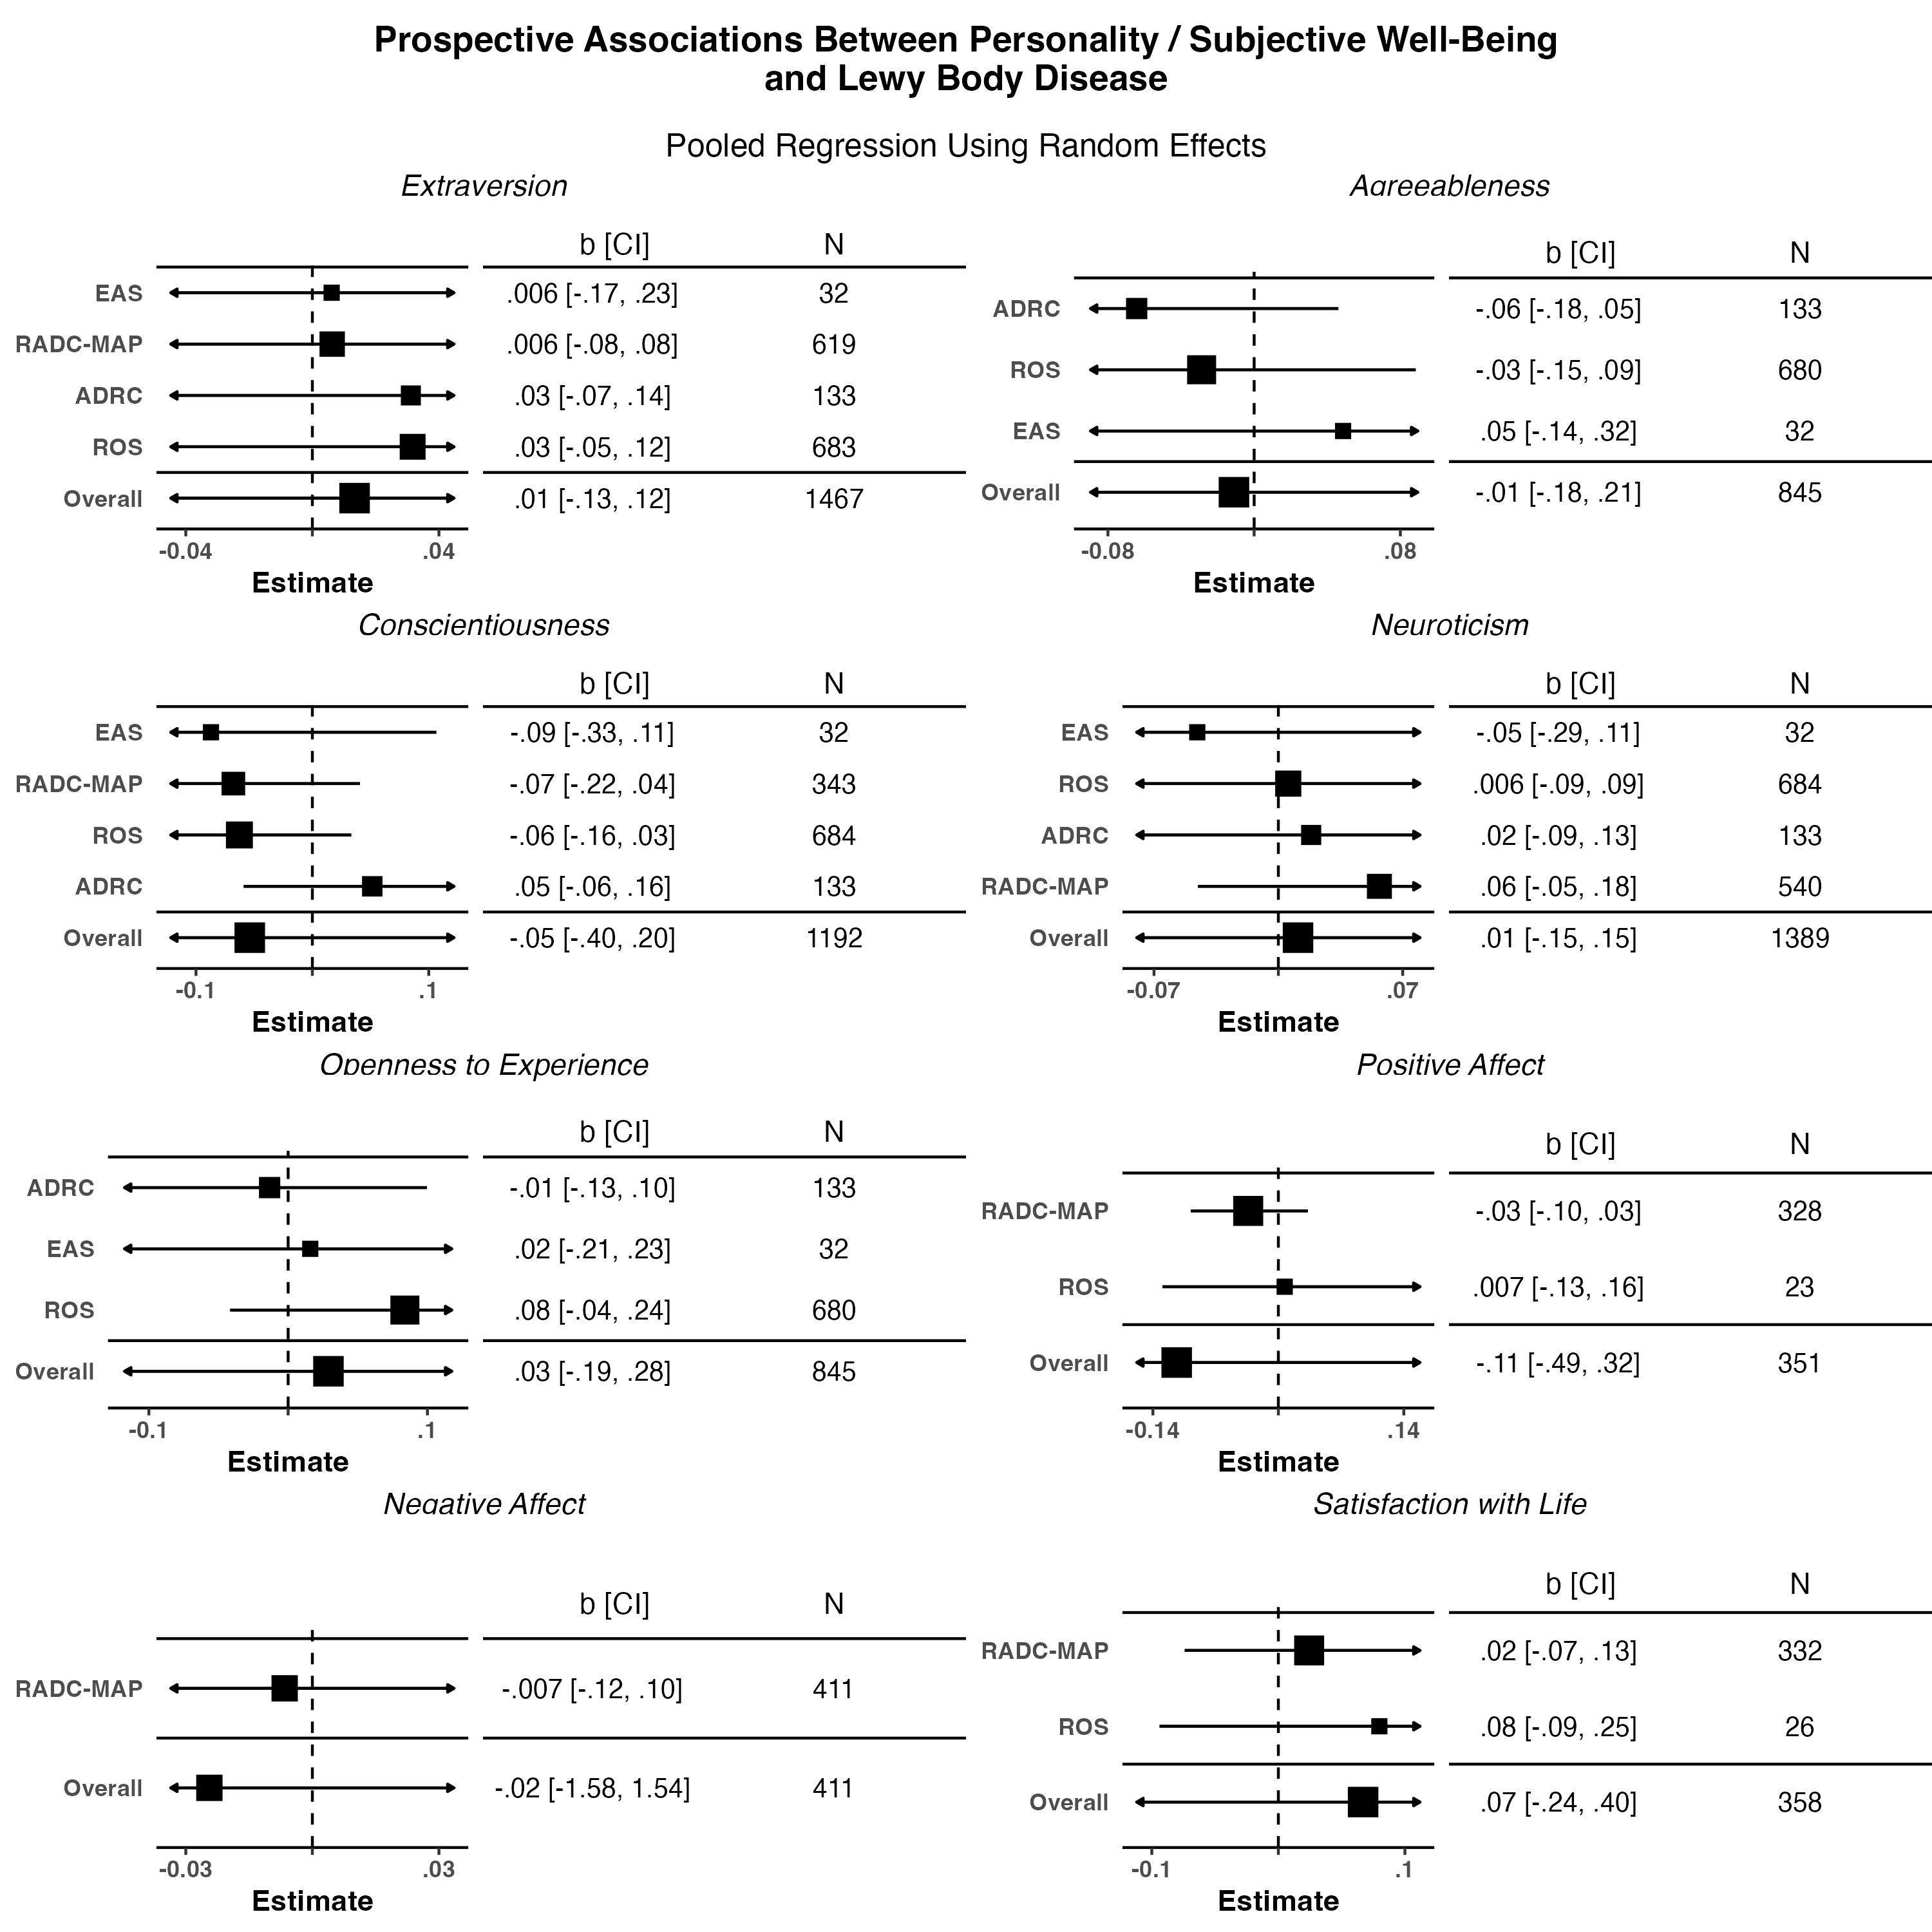 Prospective Associations Between Personality / Subjective Well-Being
and Lewy Body Disease
Pooled Regression Using Random Effects
Extraversion
b [CI] N
EAS .006 [-.17, .23] 32
RADC-MAP .006 [-.08, .08] 619
ADRC .03 [-.07, .14] 133
ROS .03 [-.05, .12] 683
Overall .01 [-.13, .12] 1467
-0.04 .04
Estimate
Agreeableness
b [CI] N
ADRC -.06 [-.18, .05] 133
ROS -.03 [-.15, .09] 680
EAS .05 [-.14, .32] 32
Overall -.01 [-.18, .21] 845
-0.08 .08
Estimate
Conscientiousness
b [CI] N
EAS -.09 [-.33, .11] 32
RADC-MAP -.07 [-.22, .04] 343
ROS -.06 [-.16, .03] 684
ADRC .05 [-.06, .16] 133
Overall -.05 [-.40, .20] 1192
-0.1 .1
Estimate
Neuroticism
b [CI] N
EAS -.05 [-.29, .11] 32
ROS .006 [-.09, .09] 684
ADRC .02 [-.09, .13] 133
RADC-MAP .06 [-.05, .18] 540
Overall .01 [-.15, .15] 1389
-0.07 .07
Estimate
Openness to Experience
b [CI] N
ADRC -.01 [-.13, .10] 133
EAS .02 [-.21, .23] 32
ROS .08 [-.04, .24] 680
Overall .03 [-.19, .28] 845
-0.1 .1
Estimate
Positive Affect
b [CI] N
RADC-MAP -.03 [-.10, .03] 328
ROS .007 [-.13, .16] 23
Overall -.11 [-.49, .32] 351
-0.14 .14
Estimate
Negative Affect
b [CI] N
RADC-MAP -.007 [-.12, .10] 411
Overall -.02 [-1.58, 1.54] 411
-0.03 .03
Estimate
Satisfaction with Life
b [CI] N
RADC-MAP .02 [-.07, .13] 332
ROS .08 [-.09, .25] 26
Overall .07 [-.24, .40] 358
-0.1 .1
Estimate